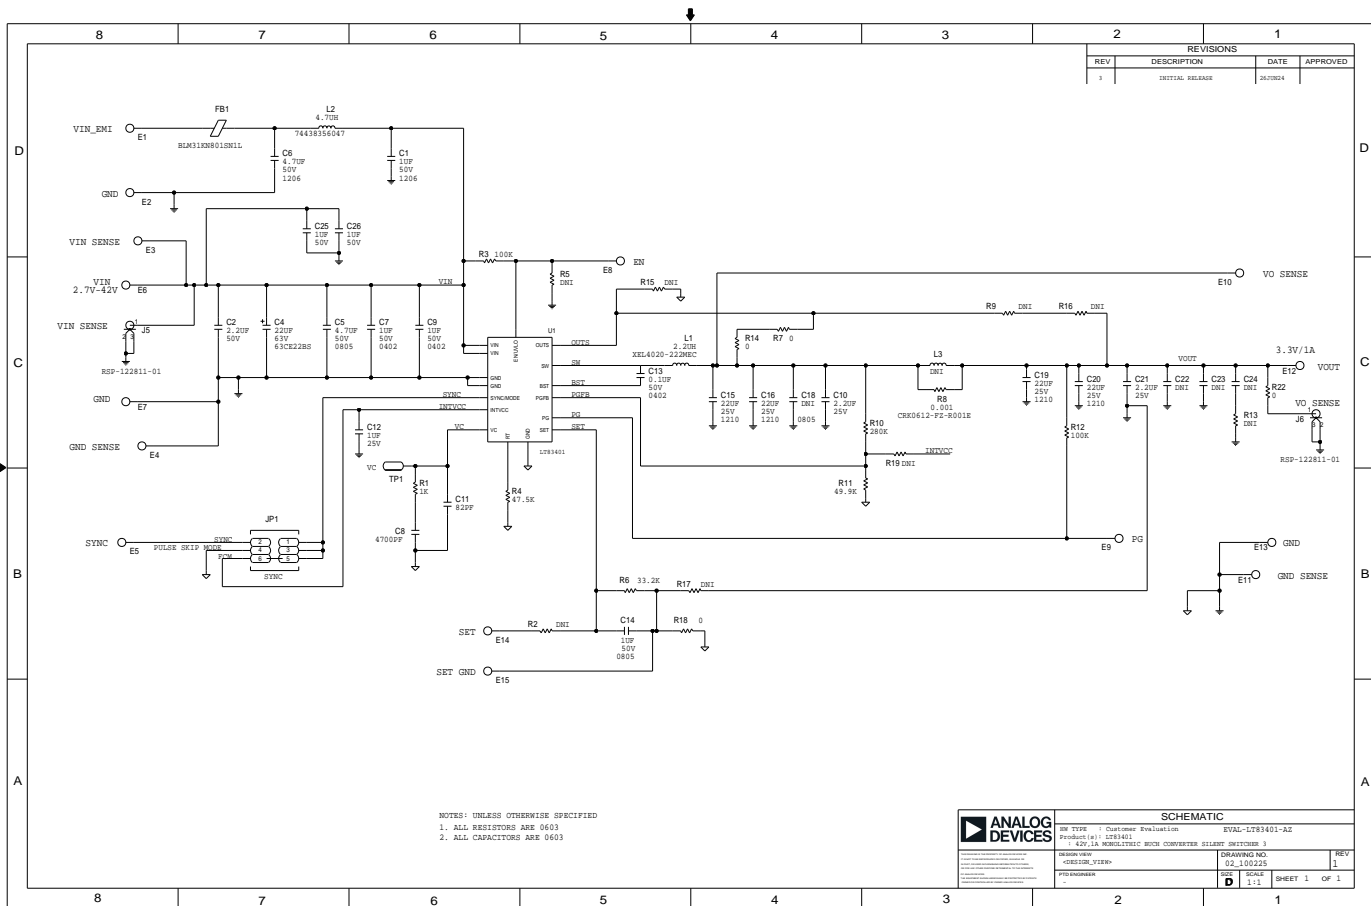 8 7 6 5 4 3 2 1
REVISIONS
REV DESCRIPTION DATE APPROVED
3 INITIAL RELEASE 26JUN24
D D
VIN_EMI
E1
FB1
BLM31KN801SN1L
L2
4.7UH
74438356047
C6
4.7UF
50V
1206
C1
1UF
50V
1206
GND
E2
C25
1UF
50V
C26
1UF
50V
VIN SENSE
E3
VIN
2.7V-42V
E6
VIN
R3 100K
EN
E8
R5
DNI
R15 DNI
VO SENSE
E10
C C
VIN SENSE
1
2 3
J5
RSP-122811-01
C2
2.2UF
50V
+
C4
22UF
63V
63CE22BS
C5
4.7UF
50V
0805
C7
1UF
50V
0402
C9
1UF
50V
0402
U1
EN/UVLO
VIN
VIN
GND
GND
SYNC/MODE
INTVCC
VC
RT
GND
OUTS
SW
BST
PGFB
PG
SET
LT83401
OUTS
SW
BST
PGFB
PG
SET
SYNC
INTVCC
VC
L1
2.2UH
XEL4020-222MEC
C13
0.1UF
50V
0402
R14
0
R7 0
R9 DNI
R16 DNI
L3
DNI
R8
0.001
CRK0612-FZ-R001E
C15
22UF
25V
1210
C16
22UF
25V
1210
C18
DNI
0805
C10
2.2UF
25V
C19
22UF
25V
1210
C20
22UF
25V
1210
C21
2.2UF
25V
C22
DNI
C23
DNI
C24
DNI
VOUT
3.3V/1A
E12
VOUT
R22
0
R13
DNI
VO SENSE
1
J6
3 2
RSP-122811-01
R10
280K
R12
100K
R19 DNI
INTVCC
R11
49.9K
GND
E7
GND SENSE
E4
C12
1UF
25V
VC
TP1
R1
1K
C11
82PF
C8
4700PF
R4
47.5K
B B
SYNC
E5
JP1
SYNC
PULSE SKIP MODE
FCM
2 1
4 3
6 5
SYNC
E9
PG
E13
GND
E11
GND SENSE
R6 33.2K
R17 DNI
SET
E14
R2 DNI
C14
1UF
50V
0805
R18 0
SET GND
E15
A A
NOTES: UNLESS OTHERWISE SPECIFIED
1. ALL RESISTORS ARE 0603
2. ALL CAPACITORS ARE 0603
ANALOG
DEVICES
SCHEMATIC
HW TYPE : Customer Evaluation EVAL-LT83401-AZ
Product(s): LT83401
: 42V,1A MONOLITHIC BUCK CONVERTER SILENT SWITCHER 3
DESIGN VIEW
<DESIGN_VIEW>
DRAWING NO.
02_100225
REV
1
PTD ENGINEER
-
SIZE
D
SCALE
1:1
SHEET 1 OF 1
8 7 6 5 4 3 2 1